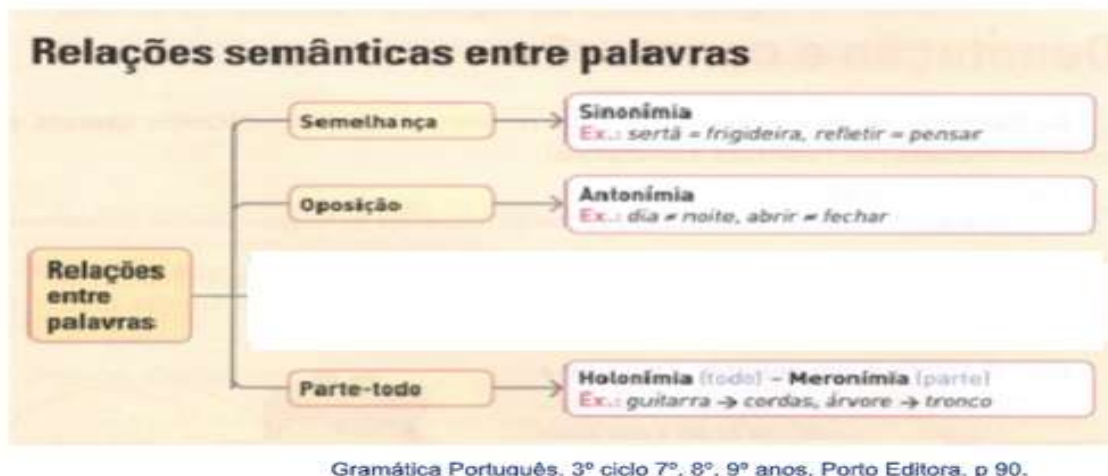 Relações semânticas entre palavras
Semelhança
Sinonímia
Ex.: sertã = frigideira, refletir = pensar
Oposição
Antonímia
Ex.: dia ≠ noite, abrir ≠ fechar
Relações
entre
palavras
Parte-todo
Holonímia (todo) – Meronímia (parte)
Ex.: guitarra → cordas, árvore → tronco
Gramática Português, 3º ciclo 7º, 8º, 9º anos, Porto Editora, p 90.